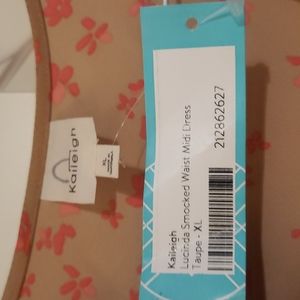 Kaileigh
XL
Kaileigh
Lucinda Smocked Waist Midi Dress
Taupe - XL
212862627